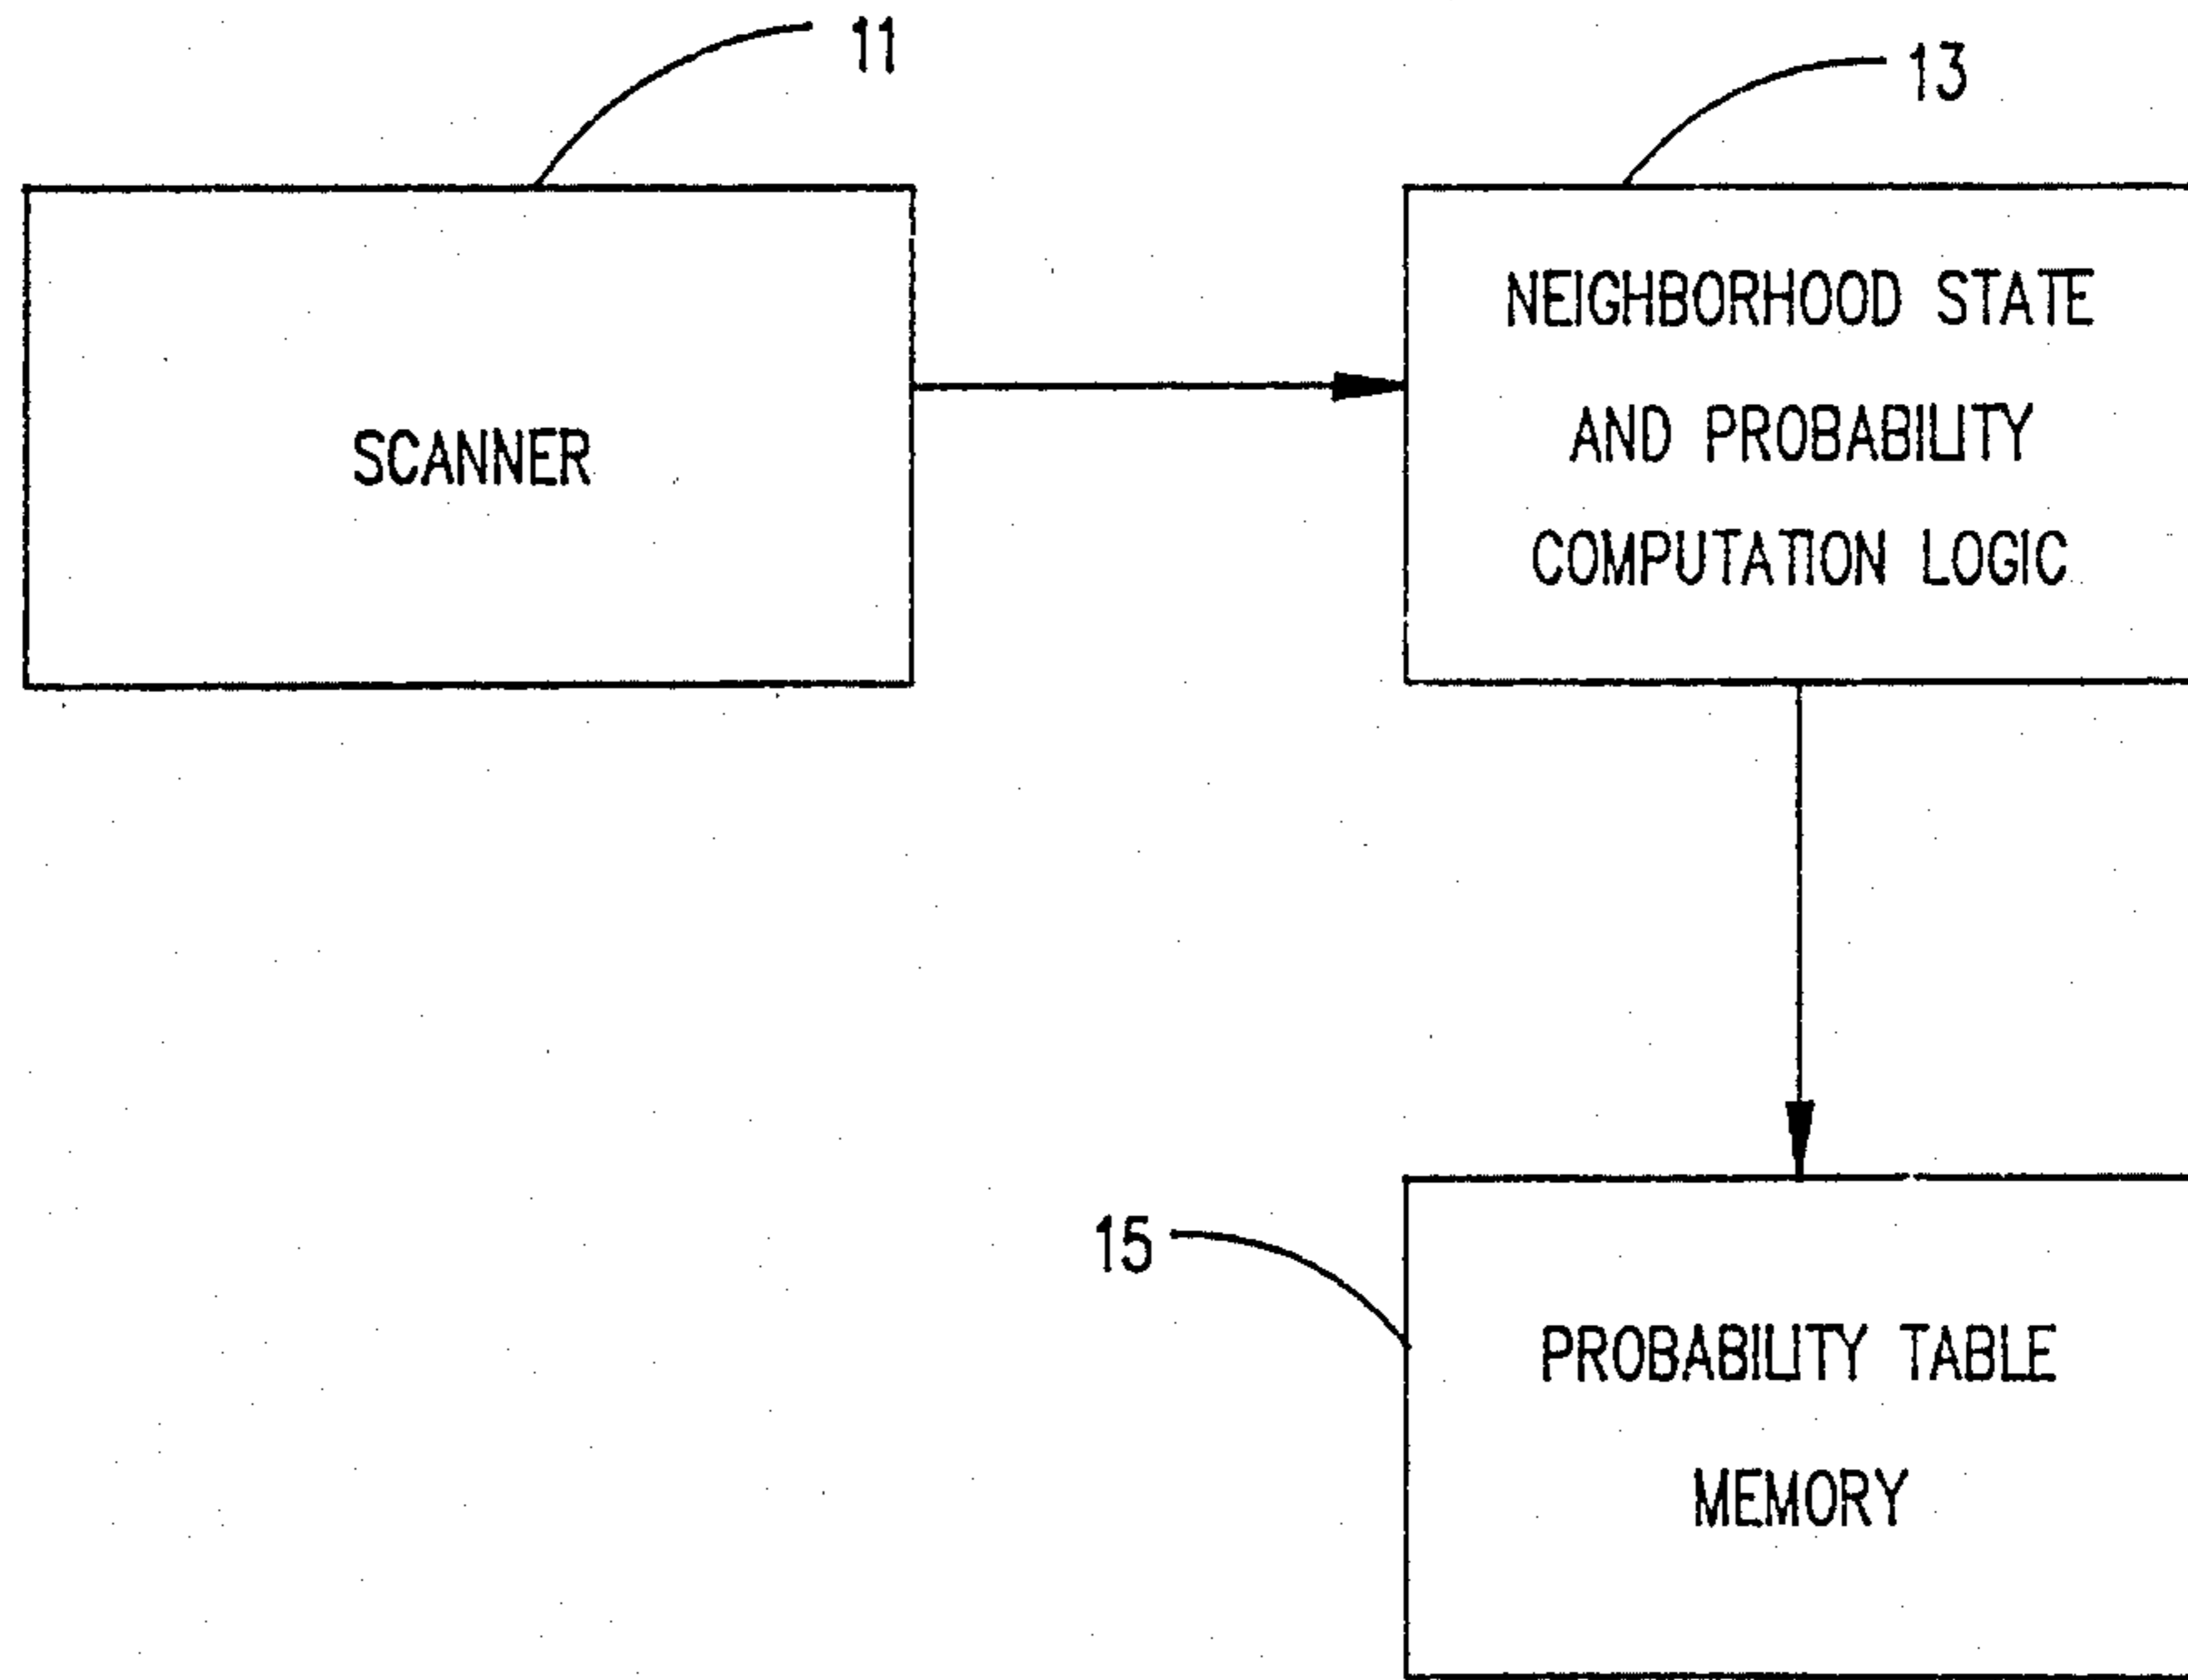 11
13
SCANNER
NEIGHBORHOOD STATE
AND PROBABILITY
COMPUTATION LOGIC
15
PROBABILITY TABLE
MEMORY